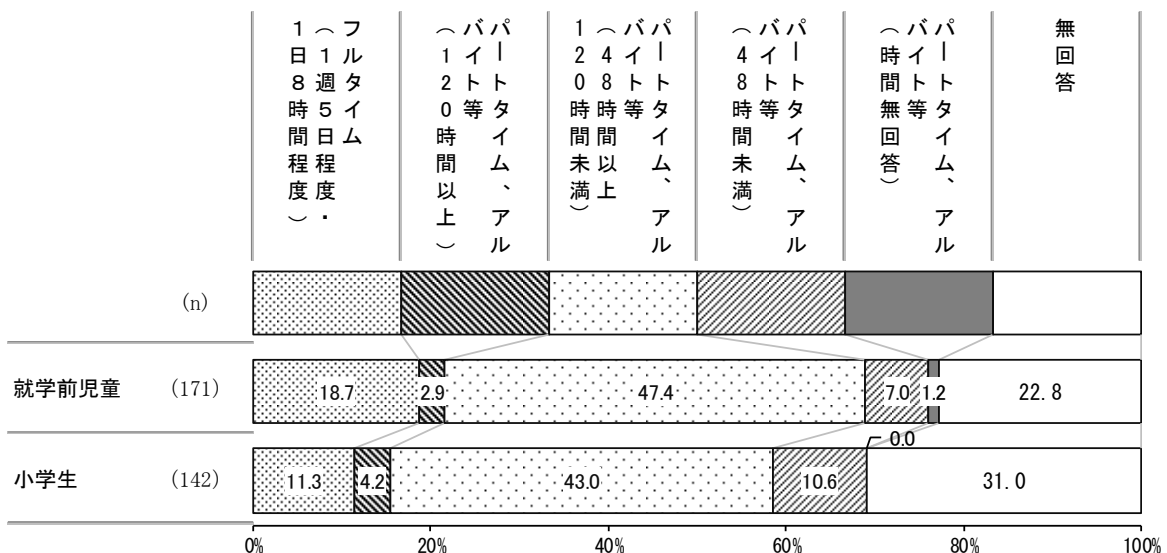 フルタイム
（１週５日程度・
１日８時間程度）
パートタイム、アル
バイト等
（１２０時間以上）
パートタイム、アル
バイト等
（４８時間以上
１２０時間未満）
パートタイム、アル
バイト等
（４８時間未満）
パートタイム、アル
バイト等
（時間無回答）
無回答
(n)
就学前児童 (171) 18.7 2.9 47.4 7.0 1.2 22.8
0.0
小学生 (142) 11.3 4.2 43.0 10.6 31.0
0% 20% 40% 60% 80% 100%